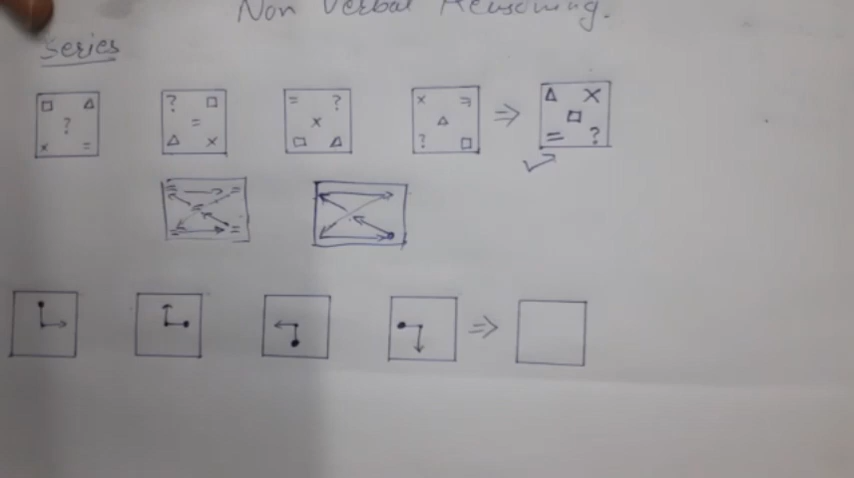 Non Verbal Reasoning.
Series
□ △ ? □ = ? × = △ ×
? = × △ ⇒ □
× = △ × □ △ ? □ = ?